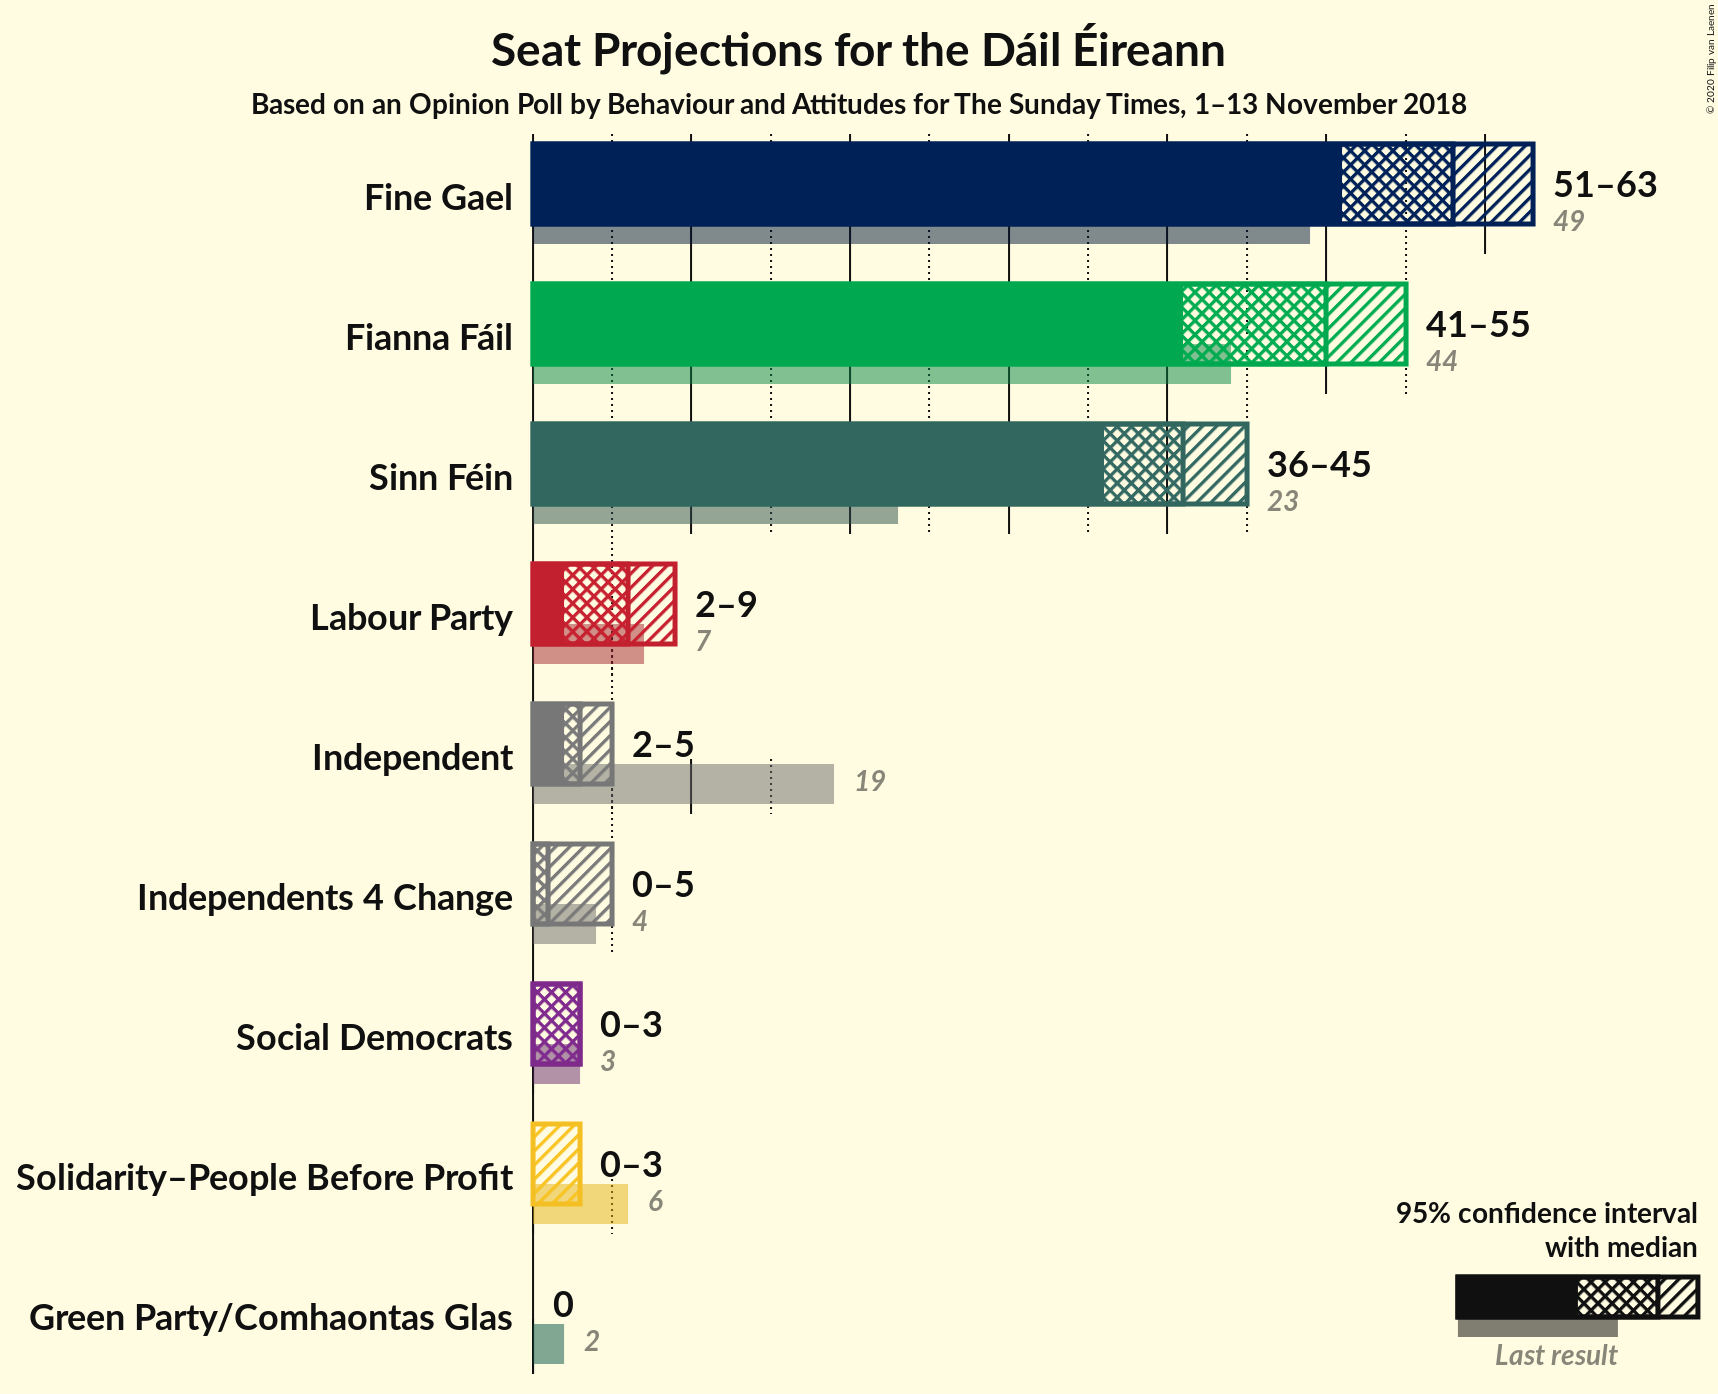 Seat Projections for the Dáil Éireann
Based on an Opinion Poll by Behaviour and Attitudes for The Sunday Times, 1–13 November 2018
© 2020 Filip van Laenen
Fine Gael
51–63
49
Fianna Fáil
41–55
44
Sinn Féin
36–45
23
Labour Party
2–9
7
Independent
2–5
19
Independents 4 Change
0–5
4
Social Democrats
0–3
3
Solidarity–People Before Profit
0–3
6
Green Party/Comhaontas Glas
0
2
95% confidence interval
with median
Last result